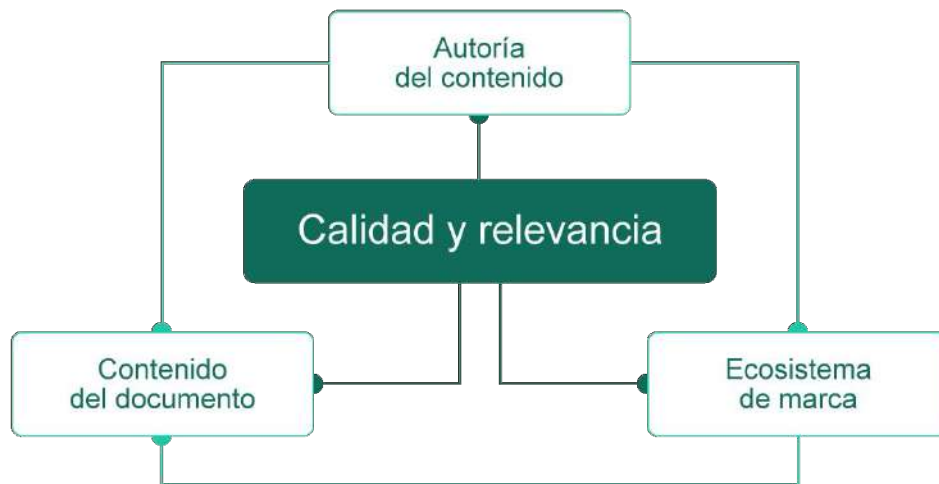 Autoría
del contenido
Calidad y relevancia
Contenido
del documento
Ecosistema
de marca